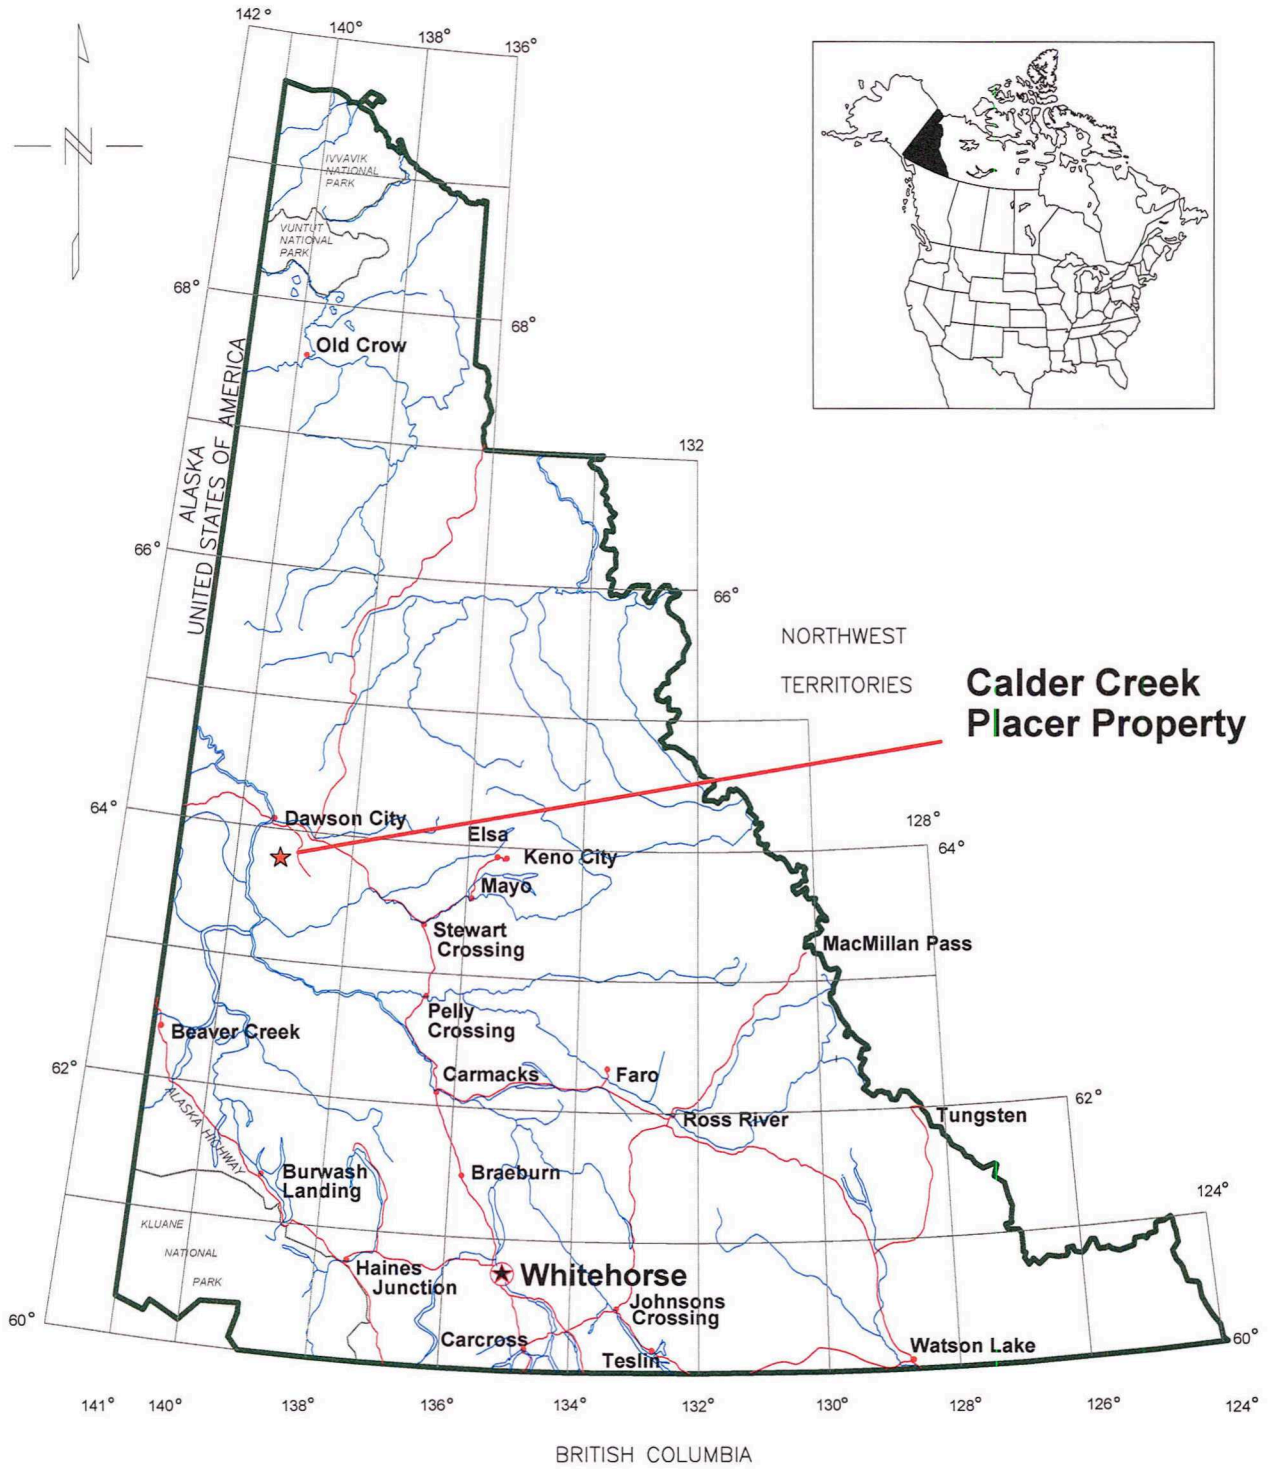 142°
140°
138°
136°
N
IVVAVIK
NATIONAL
PARK
VUNTUT
NATIONAL
PARK
68°
68°
Old Crow
ALASKA
UNITED STATES OF AMERICA
132
66°
66°
NORTHWEST
TERRITORIES
Calder Creek
Placer Property
64°
Dawson City
128°
64°
Elsa
Keno City
Mayo
Stewart
Crossing
MacMillan Pass
Pelly
Crossing
Beaver Creek
62°
Carmacks
Faro
62°
ALASKA HIGHWAY
Ross River
Tungsten
Burwash
Landing
Braeburn
124°
KLUANE
NATIONAL
PARK
Haines
Junction
Whitehorse
Johnsons
Crossing
60°
Carcross
Teslin
Watson Lake
60°
141°
140°
138°
136°
134°
132°
130°
128°
126°
124°
BRITISH COLUMBIA